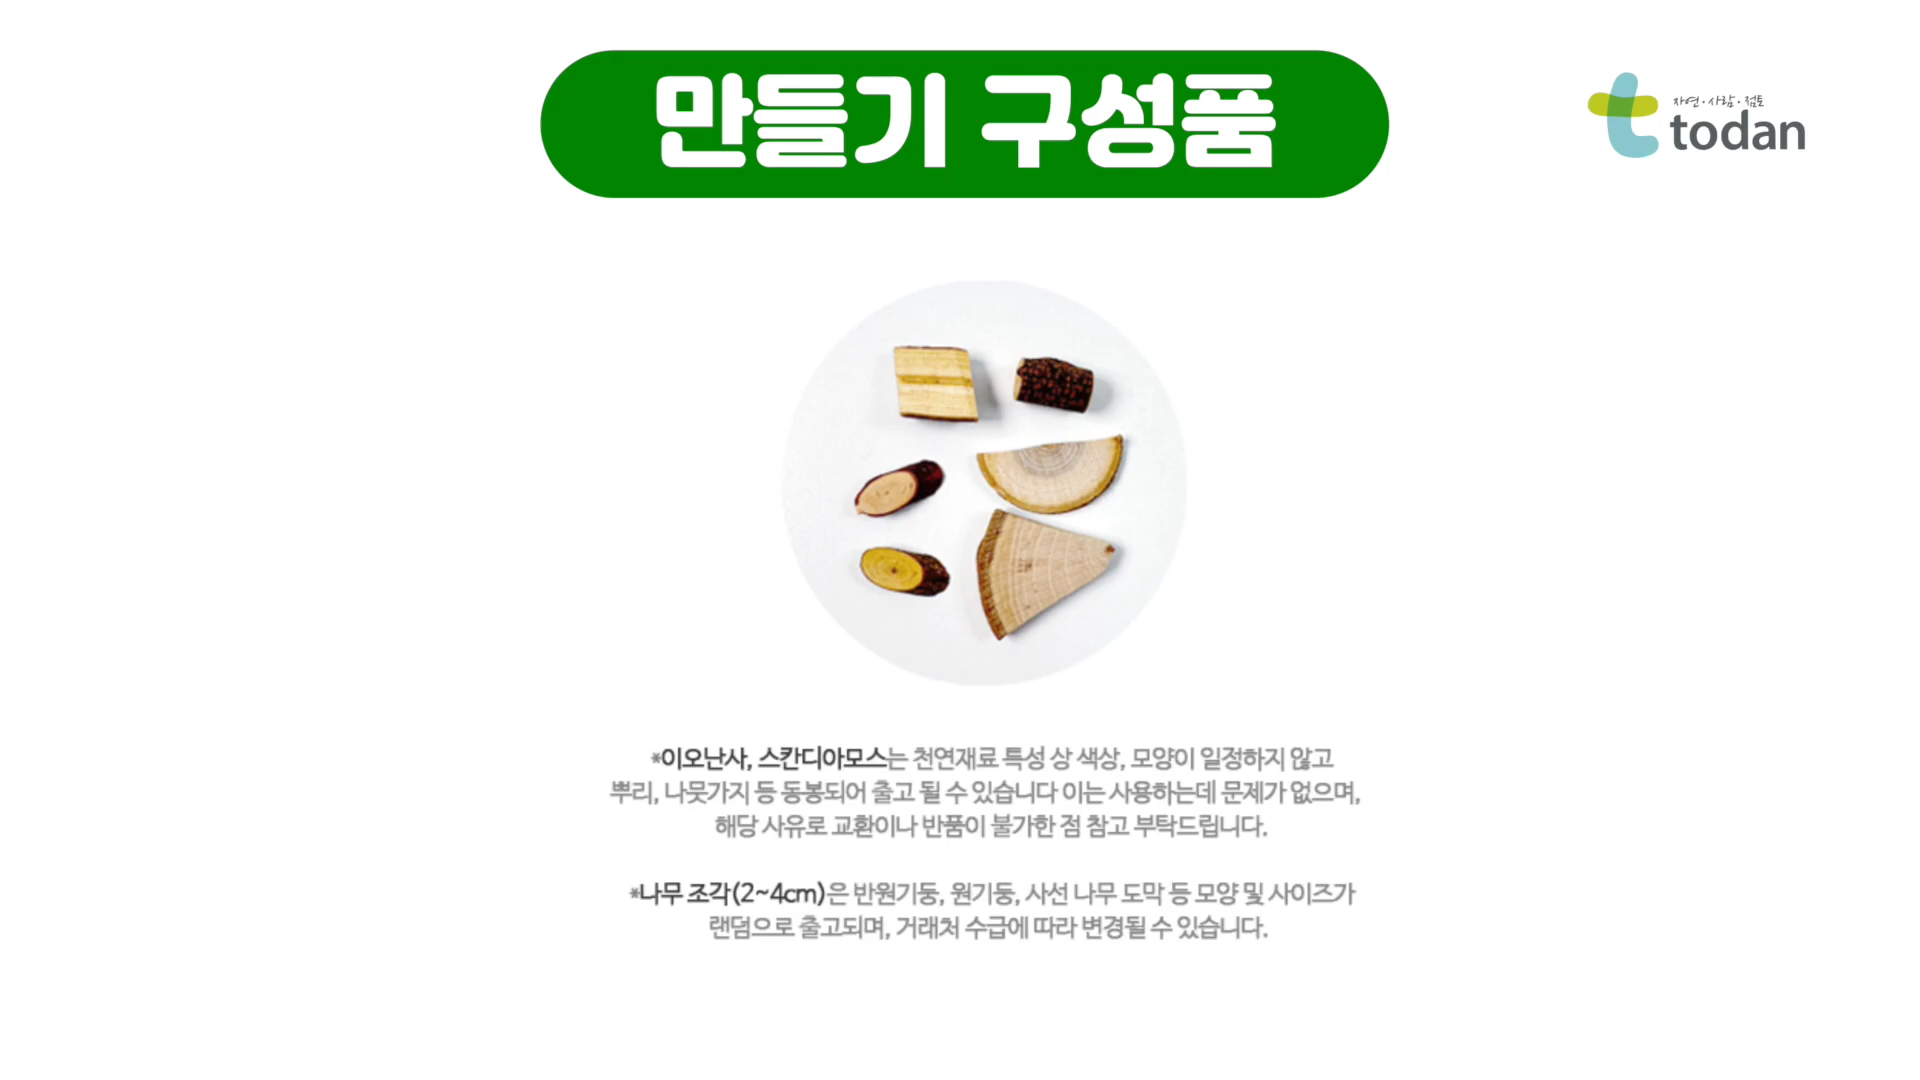 만들기 구성품
자연·사람·점토
todan
*이오난사, 스칸디아모스는 천연재료 특성 상 색상, 모양이 일정하지 않고
뿌리, 나뭇가지 등 동봉되어 출고 될 수 있습니다 이는 사용하는데 문제가 없으며,
해당 사유로 교환이나 반품이 불가한 점 참고 부탁드립니다.
*나무 조각(2~4cm)은 반원기둥, 원기둥, 사선 나무 도막 등 모양 및 사이즈가
랜덤으로 출고되며, 거래처 수급에 따라 변경될 수 있습니다.